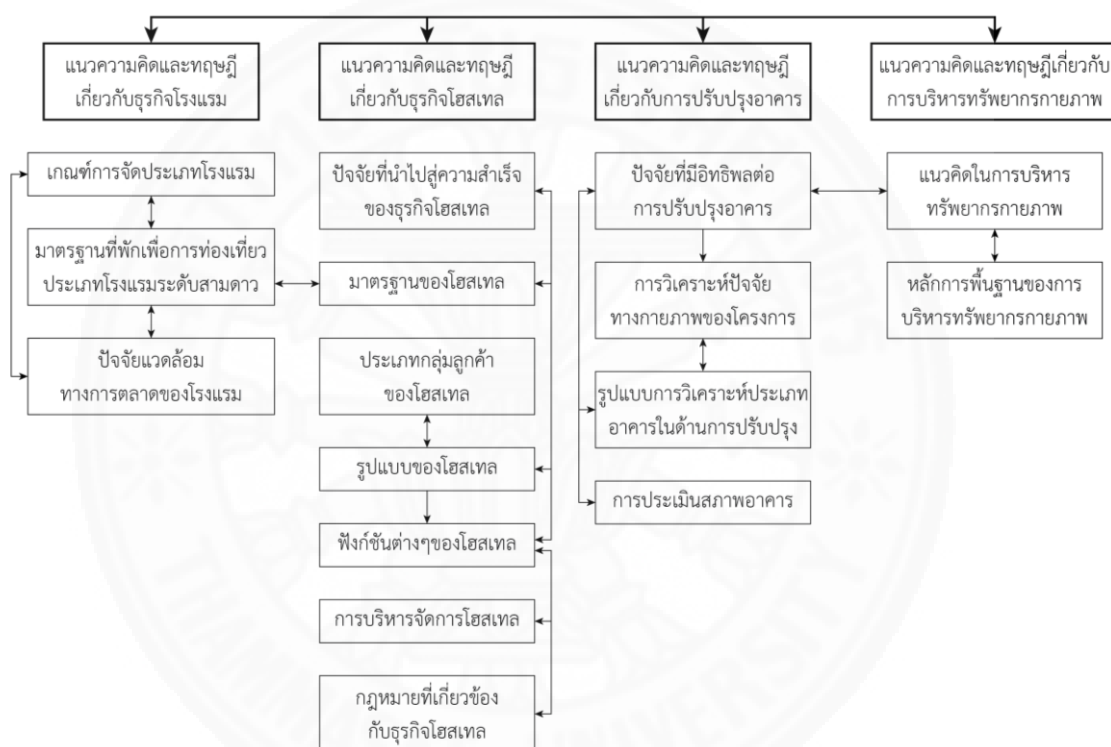 แนวความคิดและทฤษฎี
เกี่ยวกับธุรกิจโรงแรม
แนวความคิดและทฤษฎี
เกี่ยวกับธุรกิจโฮสเทล
แนวความคิดและทฤษฎี
เกี่ยวกับการปรับปรุงอาคาร
แนวความคิดและทฤษฎีเกี่ยวกับ
การบริหารทรัพยากรกายภาพ
เกณฑ์การจัดประเภทโรงแรม
มาตรฐานที่พักเพื่อการท่องเที่ยว
ประเภทโรงแรมระดับสามดาว
ปัจจัยแวดล้อม
ทางการตลาดของโรงแรม
ปัจจัยที่นำไปสู่ความสำเร็จ
ของธุรกิจโฮสเทล
มาตรฐานของโฮสเทล
ประเภทกลุ่มลูกค้า
ของโฮสเทล
รูปแบบของโฮสเทล
ฟังก์ชันต่างๆของโฮสเทล
การบริหารจัดการโฮสเทล
กฎหมายที่เกี่ยวข้อง
กับธุรกิจโฮสเทล
ปัจจัยที่มีอิทธิพลต่อ
การปรับปรุงอาคาร
การวิเคราะห์ปัจจัย
ทางกายภาพของโครงการ
รูปแบบการวิเคราะห์ประเภท
อาคารในด้านการปรับปรุง
การประเมินสภาพอาคาร
แนวคิดในการบริหาร
ทรัพยากรกายภาพ
หลักการพื้นฐานของการ
บริหารทรัพยากรกายภาพ